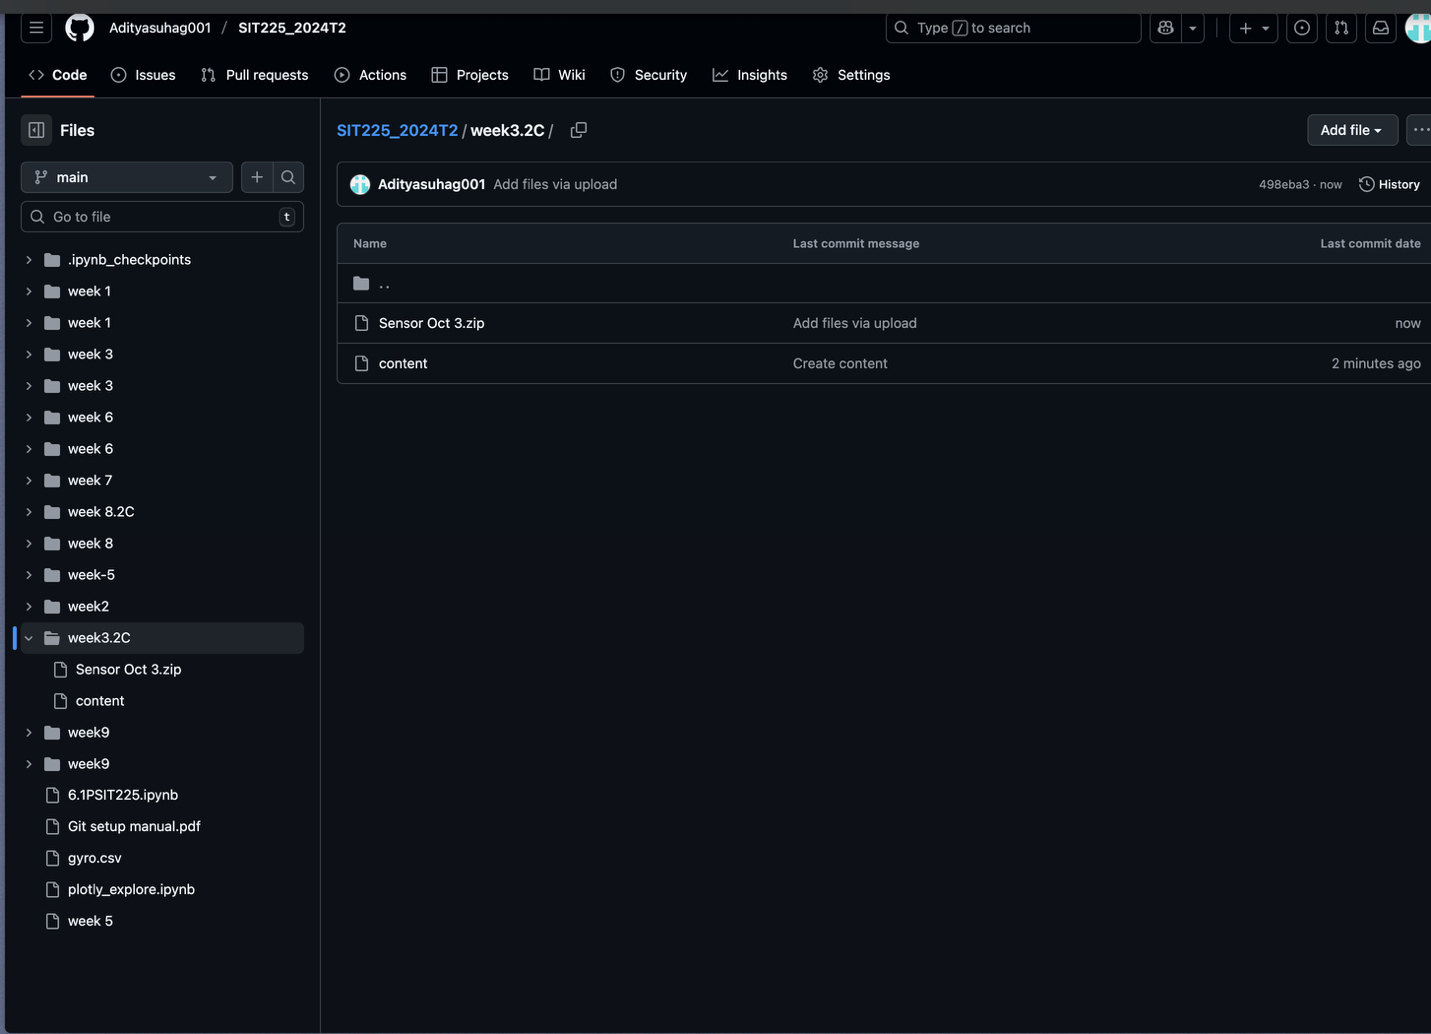 Adityasuhag001 / SIT225_2024T2
Type / to search
Code Issues Pull requests Actions Projects Wiki Security Insights Settings
Files
main
Go to file t
.ipynb_checkpoints
week 1
week 1
week 3
week 3
week 6
week 6
week 7
week 8.2C
week 8
week-5
week2
week3.2C
Sensor Oct 3.zip
content
week9
week9
6.1PSIT225.ipynb
Git setup manual.pdf
gyro.csv
plotly_explore.ipynb
week 5
SIT225_2024T2 / week3.2C /
Add file
Adityasuhag001 Add files via upload 498eba3 · now History
Name Last commit message Last commit date
..
Sensor Oct 3.zip Add files via upload now
content Create content 2 minutes ago